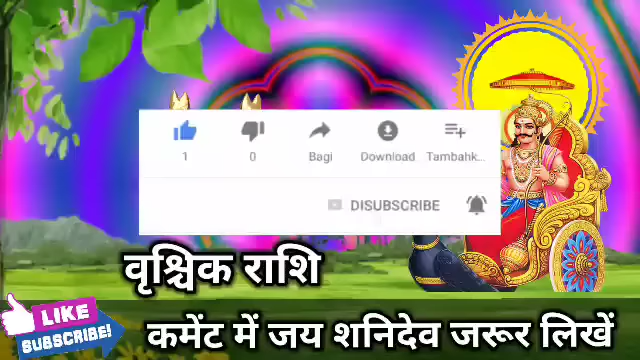 1 0 Bagi Download Tambahk...
DISUBSCRIBE
वृश्चिक राशि
LIKE
SUBSCRIBE!
कमेंट में जय शनिदेव जरूर लिखें